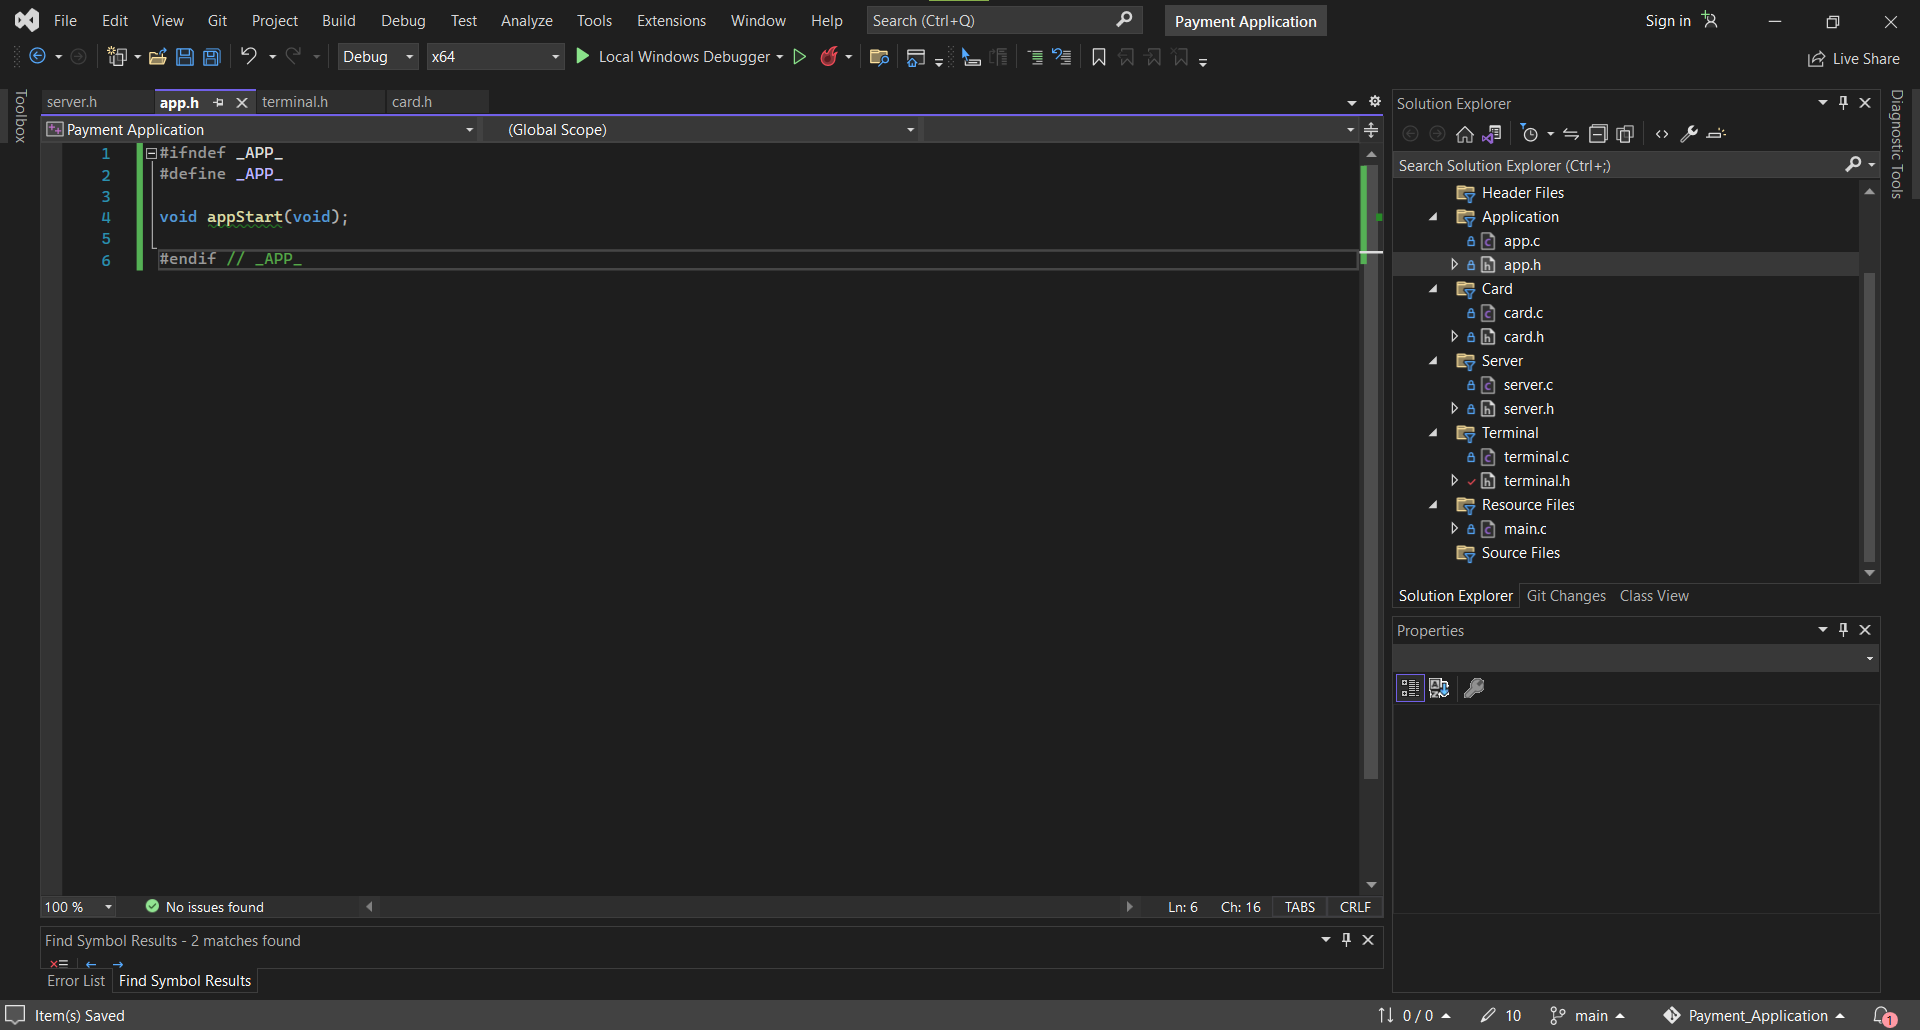 File Edit View Git Project Build Debug Test Analyze Tools Extensions Window Help Search (Ctrl+Q) Payment Application Sign in
Debug x64 Local Windows Debugger Live Share
Toolbox
server.h app.h terminal.h card.h
Payment Application (Global Scope)
1 #ifndef _APP_
2 #define _APP_
3
4 void appStart(void);
5
6 #endif // _APP_
100 % No issues found Ln: 6 Ch: 16 TABS CRLF
Find Symbol Results - 2 matches found
Error List Find Symbol Results
Solution Explorer
Search Solution Explorer (Ctrl+;)
Header Files
Application
app.c
app.h
Card
card.c
card.h
Server
server.c
server.h
Terminal
terminal.c
terminal.h
Resource Files
main.c
Source Files
Solution Explorer Git Changes Class View
Properties
Diagnostic Tools
Item(s) Saved 0 / 0 10 main Payment_Application 1